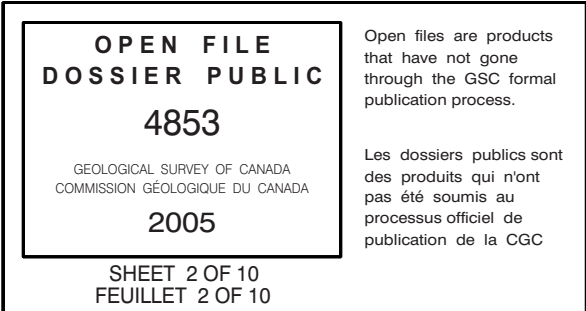 OPEN FILE
DOSSIER PUBLIC
4853
GEOLOGICAL SURVEY OF CANADA
COMMISSION GÉOLOGIQUE DU CANADA
2005
SHEET 2 OF 10
FEUILLET 2 OF 10
Open files are products
that have not gone
through the GSC formal
publication process.
Les dossiers publics sont
des produits qui n'ont
pas été soumis au
processus officiel de
publication de la CGC